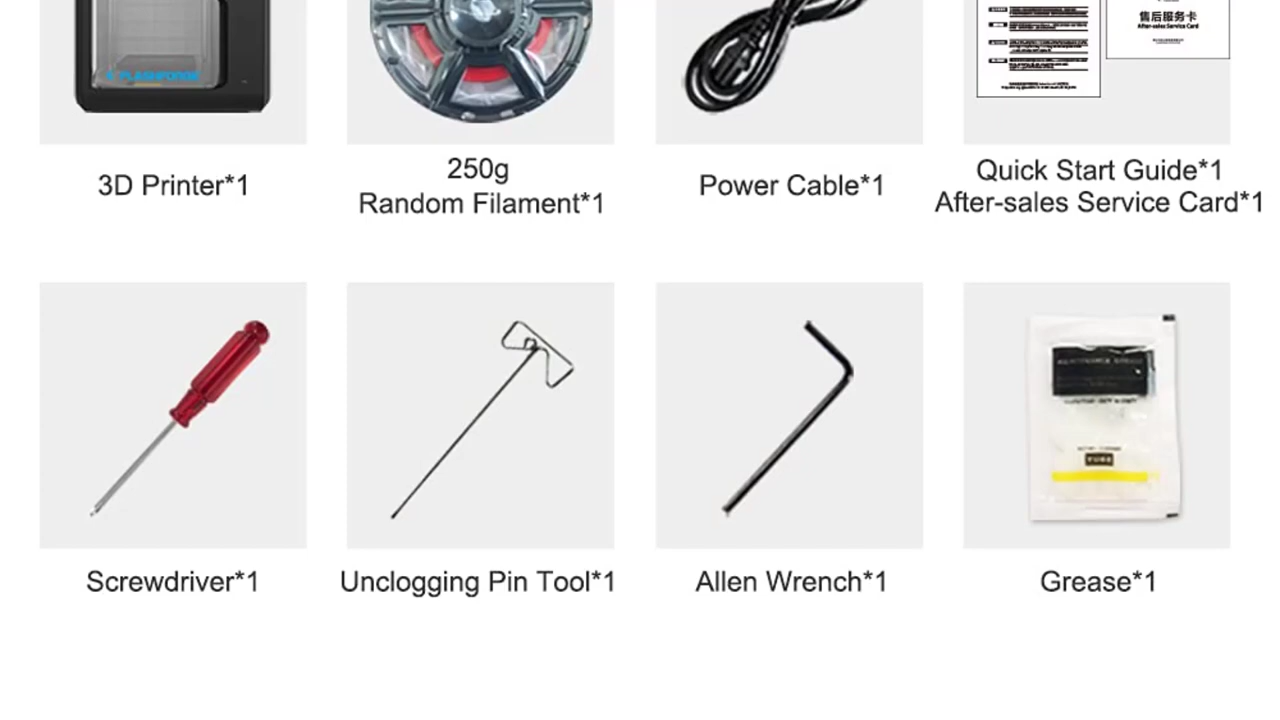 FLASHFORGE
售后服务卡
After-sales Service Card
3D Printer*1
250g
Random Filament*1
Power Cable*1
Quick Start Guide*1
After-sales Service Card*1
TUBE
Screwdriver*1
Unclogging Pin Tool*1
Allen Wrench*1
Grease*1